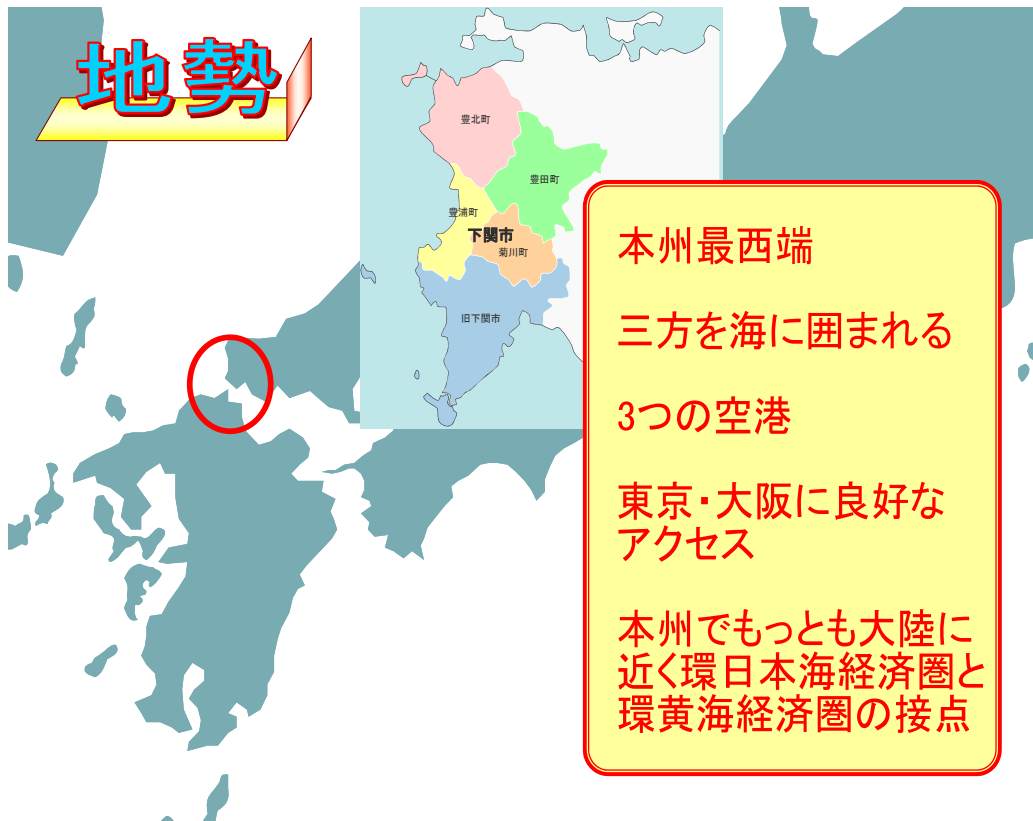 地勢
豊北町
豊田町
豊浦町
下関市
菊川町
旧下関市
本州最西端
三方を海に囲まれる
3つの空港
東京・大阪に良好な
アクセス
本州でもっとも大陸に
近く環日本海経済圏と
環黄海経済圏の接点